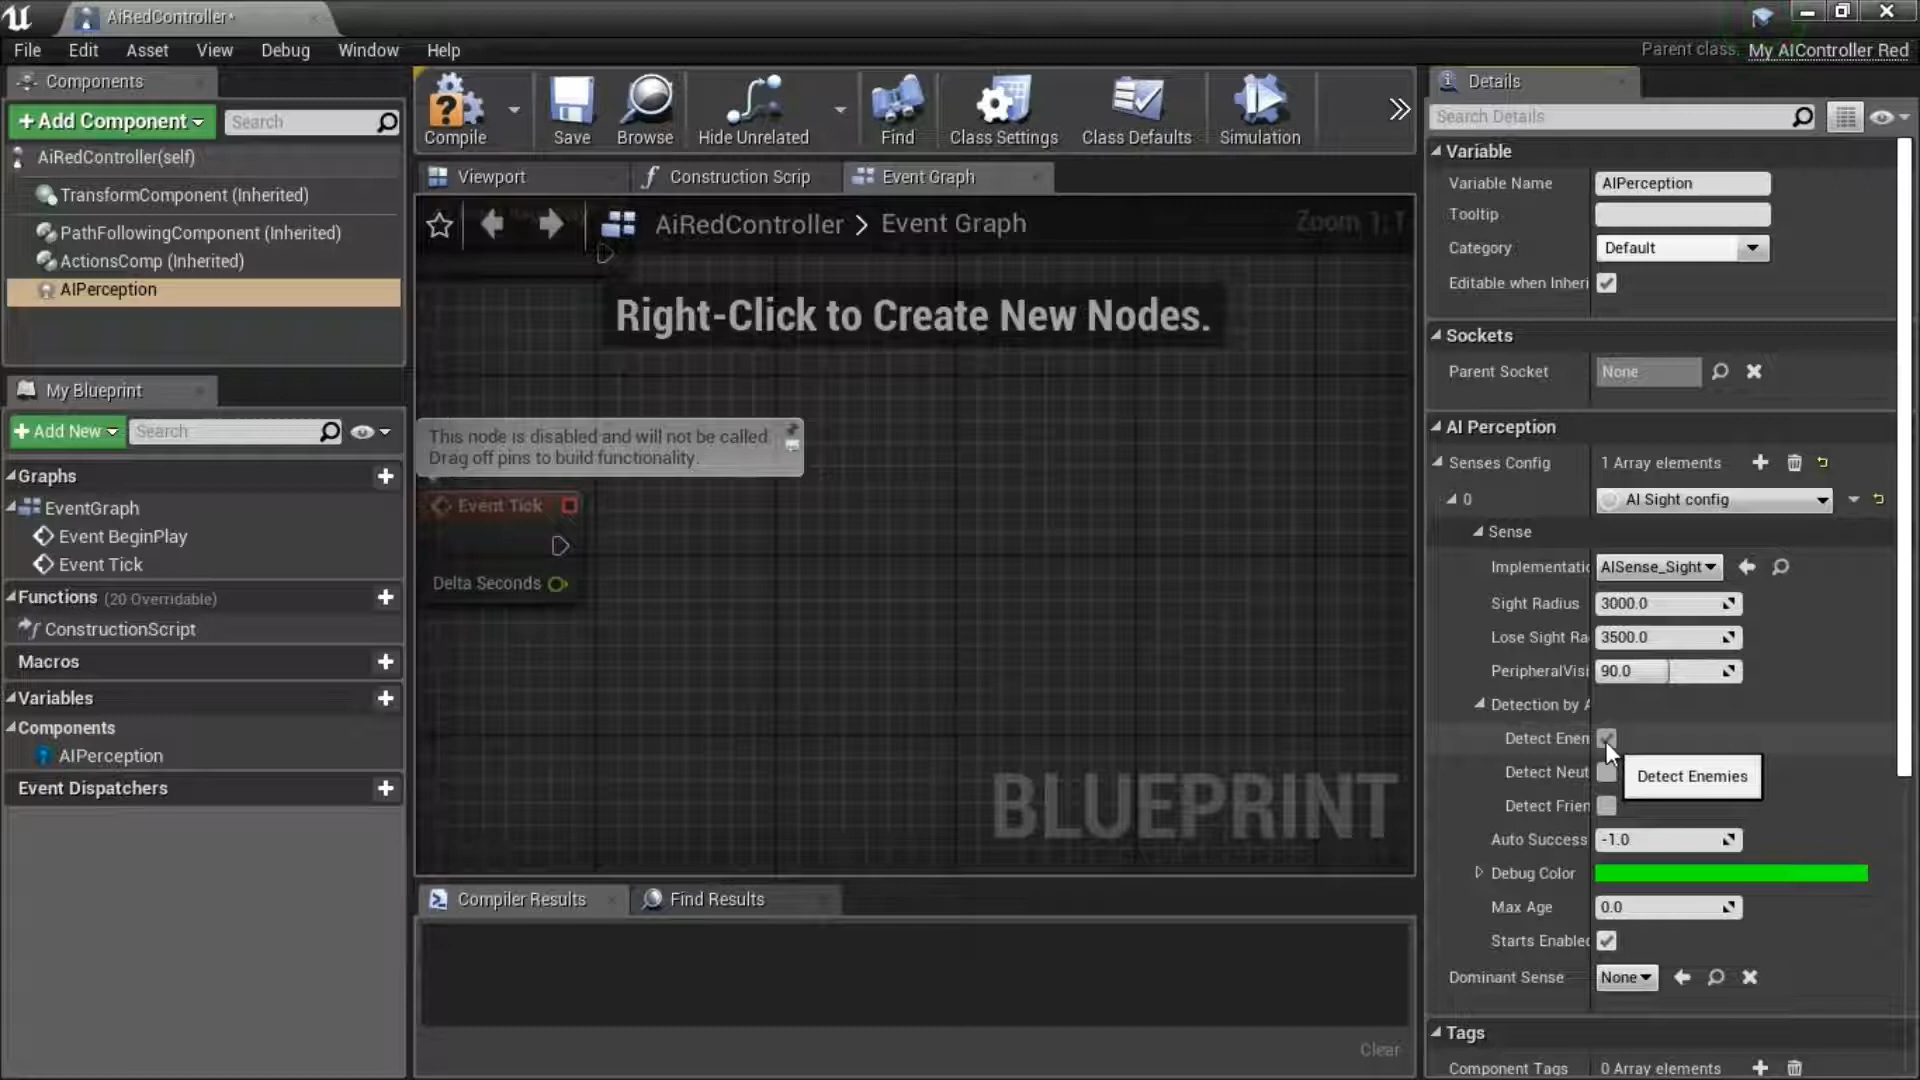 AiRedController*
File Edit Asset View Debug Window Help
Parent class: My AIController Red
Components
+ Add Component
Search
AiRedController(self)
TransformComponent (Inherited)
PathFollowingComponent (Inherited)
ActionsComp (Inherited)
AIPerception
My Blueprint
+ Add New
Search
Graphs
EventGraph
Event BeginPlay
Event Tick
Functions (20 Overridable)
ConstructionScript
Macros
Variables
Components
AIPerception
Event Dispatchers
Compile
Save
Browse
Hide Unrelated
Find
Class Settings
Class Defaults
Simulation
Viewport
Construction Scrip
Event Graph
AiRedController > Event Graph
Zoom 1:1
Right-Click to Create New Nodes.
This node is disabled and will not be called.
Drag off pins to build functionality.
Event Tick
Delta Seconds
BLUEPRINT
Compiler Results
Find Results
Clear
Details
Search Details
Variable
Variable Name AIPerception
Tooltip
Category Default
Editable when Inheri
Sockets
Parent Socket None
AI Perception
Senses Config 1 Array elements
0 AI Sight config
Sense
Implementatio AISense_Sight
Sight Radius 3000.0
Lose Sight Ra 3500.0
PeripheralVisi 90.0
Detection by A
Detect Enen
Detect Neut
Detect Enemies
Detect Frien
Auto Success -1.0
Debug Color
Max Age 0.0
Starts Enabled
Dominant Sense None
Tags
Component Tags 0 Array elements